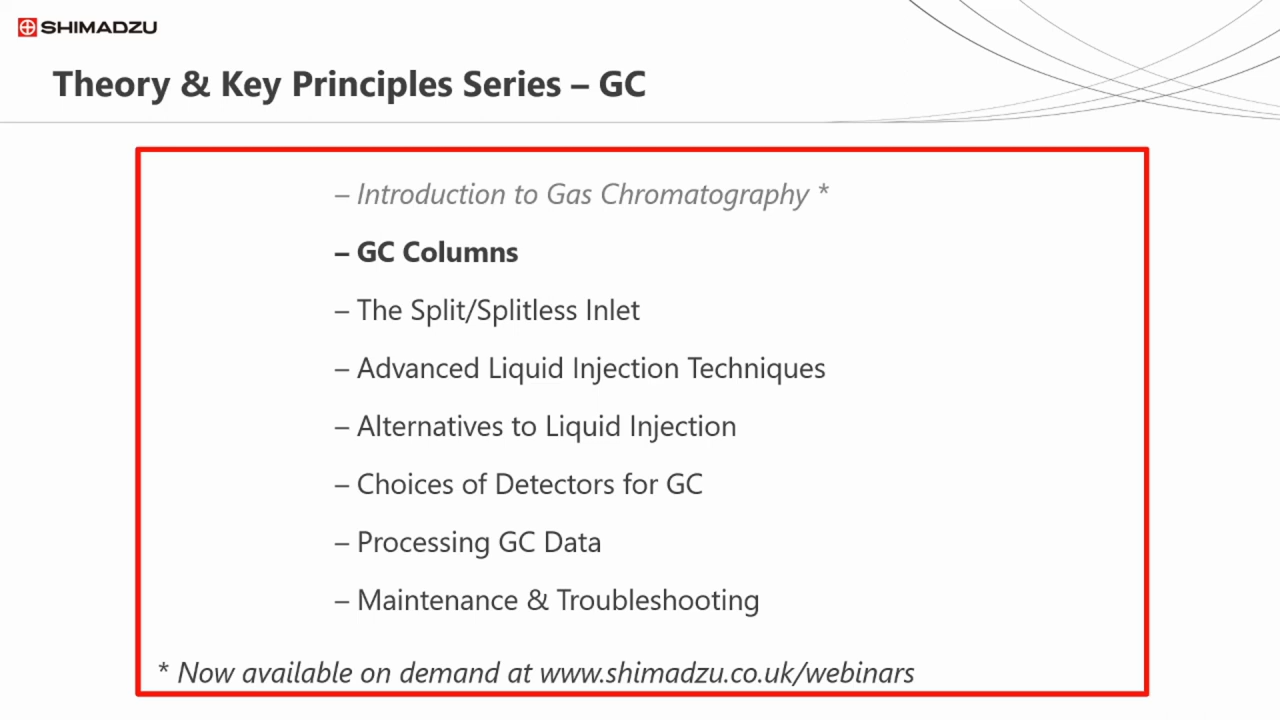 SHIMADZU
Theory & Key Principles Series – GC
– Introduction to Gas Chromatography *
– GC Columns
– The Split/Splitless Inlet
– Advanced Liquid Injection Techniques
– Alternatives to Liquid Injection
– Choices of Detectors for GC
– Processing GC Data
– Maintenance & Troubleshooting
* Now available on demand at www.shimadzu.co.uk/webinars